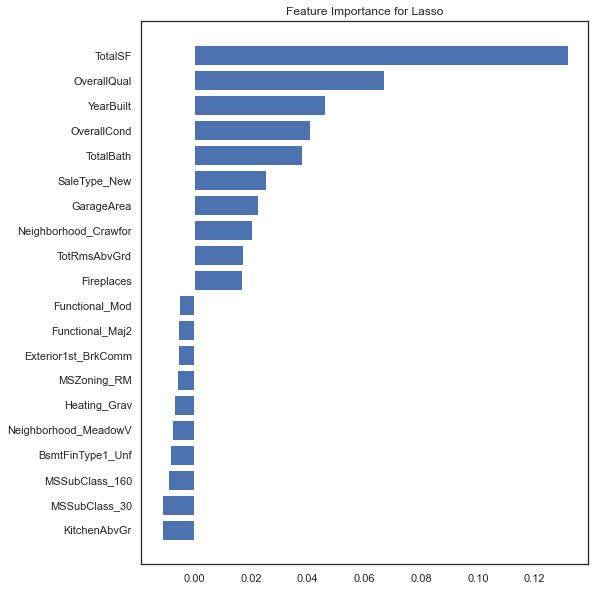 Feature Importance for Lasso
TotalSF
OverallQual
YearBuilt
OverallCond
TotalBath
SaleType_New
GarageArea
Neighborhood_Crawfor
TotRmsAbvGrd
Fireplaces
Functional_Mod
Functional_Maj2
Exterior1st_BrkComm
MSZoning_RM
Heating_Grav
Neighborhood_MeadowV
BsmtFinType1_Unf
MSSubClass_160
MSSubClass_30
KitchenAbvGr
0.00 0.02 0.04 0.06 0.08 0.10 0.12